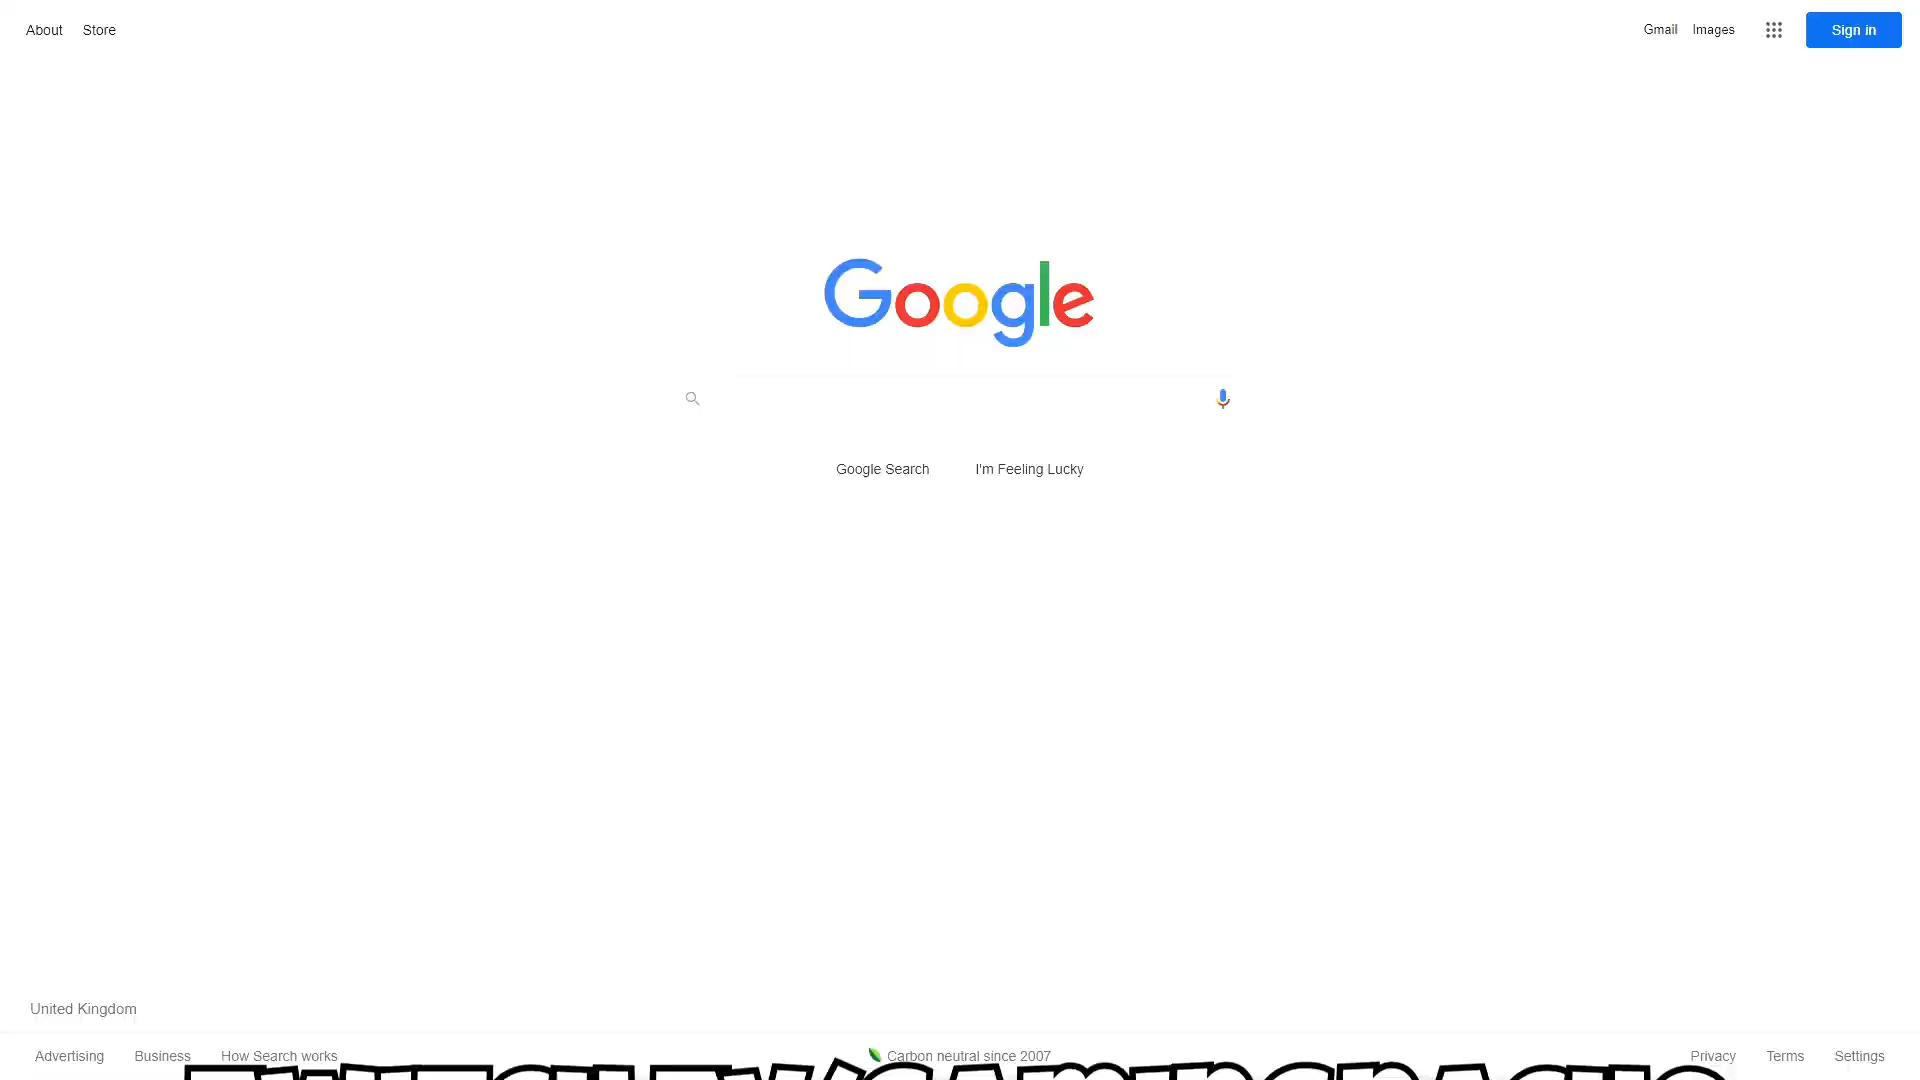 About Store Gmail Images Sign in
Google
Google Search I'm Feeling Lucky
United Kingdom
Advertising Business How Search works Carbon neutral since 2007 Privacy Terms Settings